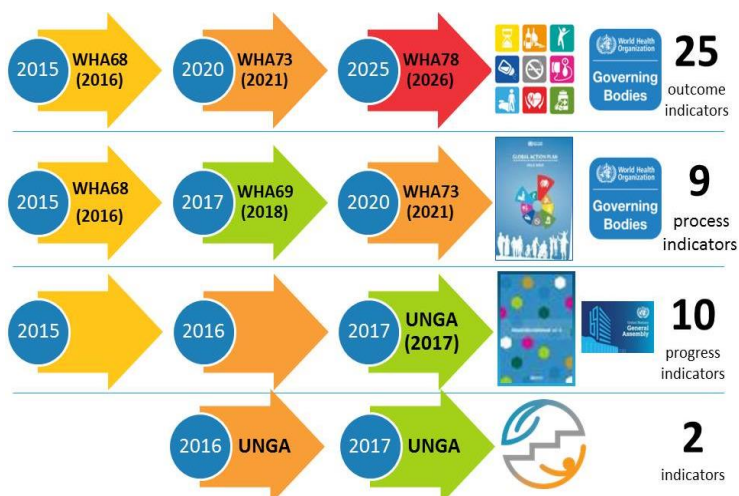 2015
WHA68
(2016)
2020
WHA73
(2021)
2025
WHA78
(2026)
World Health
Organization
Governing
Bodies
25
outcome
indicators
2015
WHA68
(2016)
2017
WHA69
(2018)
2020
WHA73
(2021)
GLOBAL ACTION PLAN
World Health
Organization
Governing
Bodies
9
process
indicators
2015
2016
2017
UNGA
(2017)
General
Assembly
10
progress
indicators
2016
UNGA
2017
UNGA
2
indicators